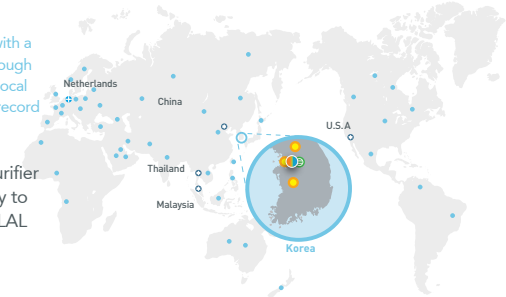 with a
ough
ocal
record
urifier
y to
LAL
Netherlands
China
U.S.A
Thailand
Malaysia
Korea